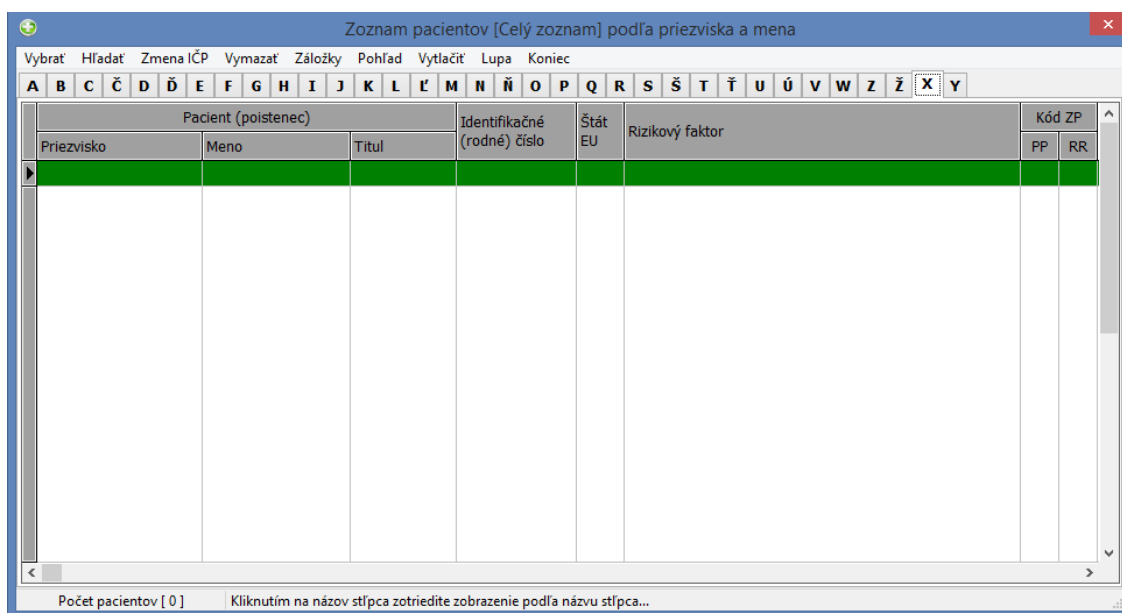 Zoznam pacientov [Celý zoznam] podľa priezviska a mena
Vybrať Hľadať Zmena IČP Vymazať Záložky Pohľad Vytlačiť Lupa Koniec
A B C Č D Ď E F G H I J K L Ľ M N Ň O P Q R S Š T Ť U Ú V W Z Ž X Y
Pacient (poistenec) Identifikačné Štát Rizikový faktor Kód ZP
Priezvisko Meno Titul (rodné) číslo EU PP RR
Počet pacientov [ 0 ] Kliknutím na názov stĺpca zotriedite zobrazenie podľa názvu stĺpca...